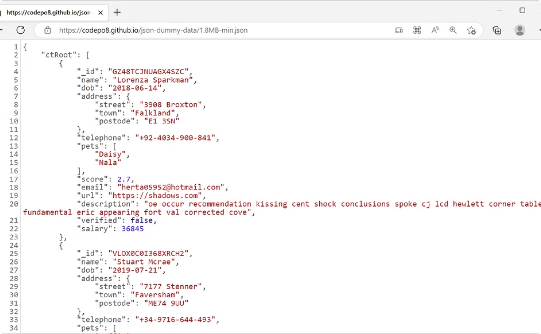 https://codepo8.github.io/json-
https://codepo8.github.io/json-dummy-data/1.8MB-min.json
1 {
2 "ctRoot": [
3 {
4 "_id": "GZ48TCJNUAGX4SZC",
5 "name": "Lorenza Sparkman",
6 "dob": "2018-06-14",
7 "address": {
8 "street": "3908 Broxton",
9 "town": "Falkland",
10 "postode": "E1 3SN"
11 },
12 "telephone": "+92-4034-900-841",
13 "pets": [
14 "Daisy",
15 "Nala"
16 ],
17 "score": 2.7,
18 "email": "herta05952@hotmail.com",
19 "url": "https://shadows.com",
20 "description": "oe occur recommendation kissing cent shock conclusions spoke cj lcd hewlett corner table
fundamental eric appearing fort val corrected cove",
21 "verified": false,
22 "salary": 36845
23 },
24 {
25 "_id": "VLOX0C0I368XRCH2",
26 "name": "Stuart Mcrae",
27 "dob": "2019-07-21",
28 "address": {
29 "street": "7177 Stenner",
30 "town": "Faversham",
31 "postode": "ME74 9UU"
32 },
33 "telephone": "+34-9716-644-493",
34 "pets": [